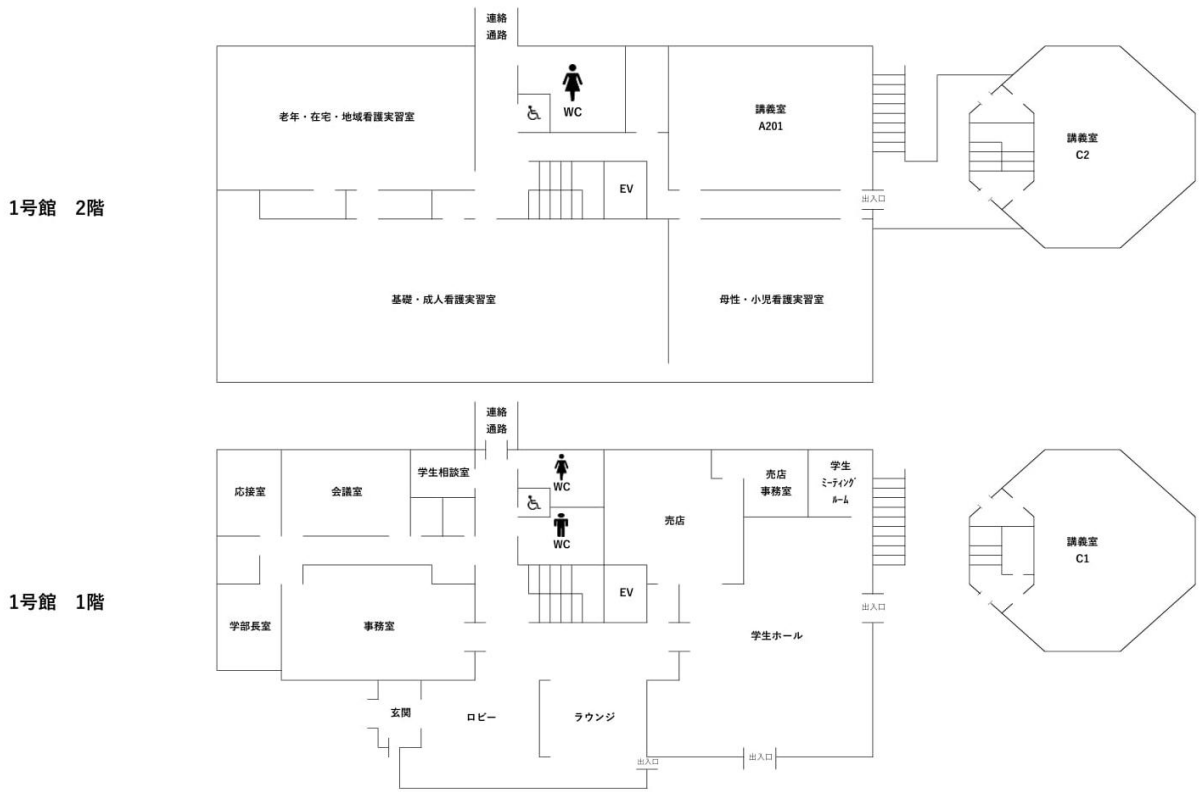 連絡
通路
WC
老年・在宅・地域看護実習室
講義室
A201
講義室
C2
EV
1号館　2階
出入口
基礎・成人看護実習室
母性・小児看護実習室
連絡
通路
学生相談室
WC
応接室
会議室
売店
事務室
学生
ミーティング
ルーム
売店
WC
講義室
C1
EV
1号館　1階
出入口
学部長室
事務室
学生ホール
玄関
ロビー
ラウンジ
出入口
出入口